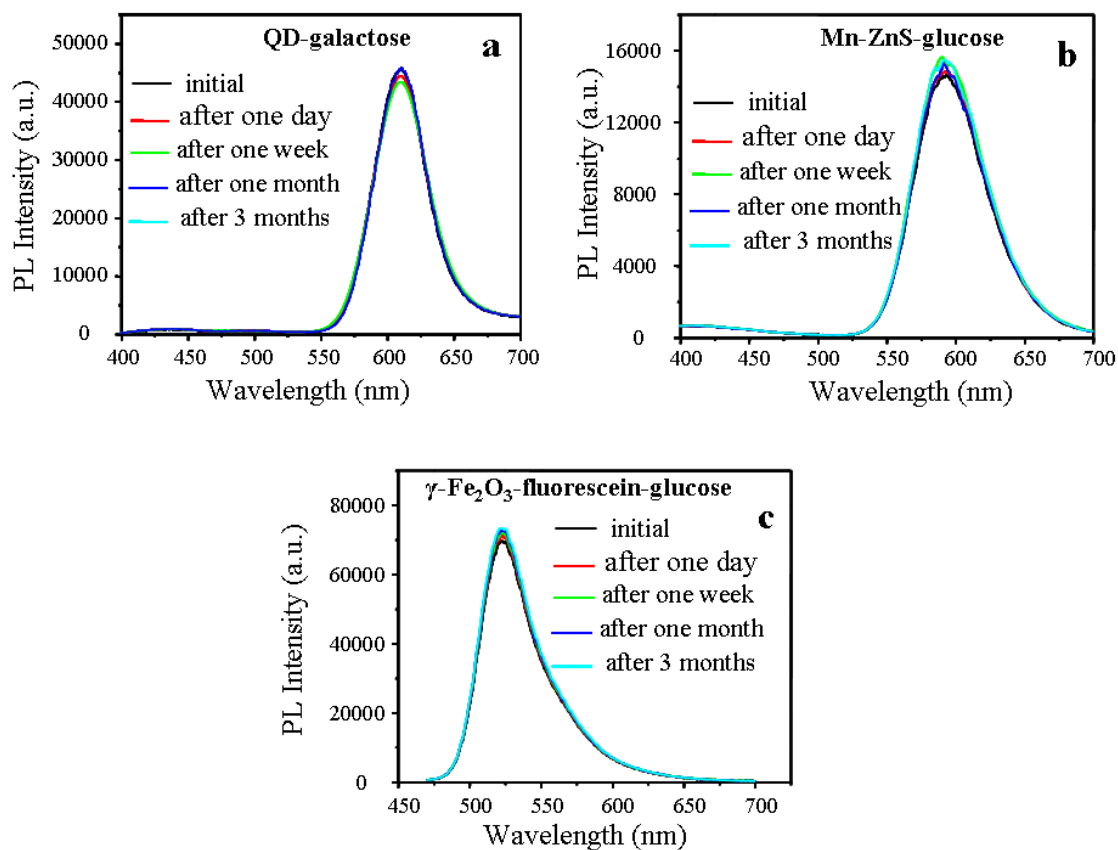 QD-galactose
a
initial
after one day
after one week
after one month
after 3 months
PL Intensity (a.u.)
50000
40000
30000
20000
10000
0
400 450 500 550 600 650 700
Wavelength (nm)
Mn-ZnS-glucose
b
initial
after one day
after one week
after one month
after 3 months
PL Intensity (a.u.)
16000
12000
8000
4000
0
400 450 500 550 600 650 700
Wavelength (nm)
γ-Fe₂O₃-fluorescein-glucose
c
initial
after one day
after one week
after one month
after 3 months
PL Intensity (a.u.)
80000
60000
40000
20000
0
450 500 550 600 650 700
Wavelength (nm)